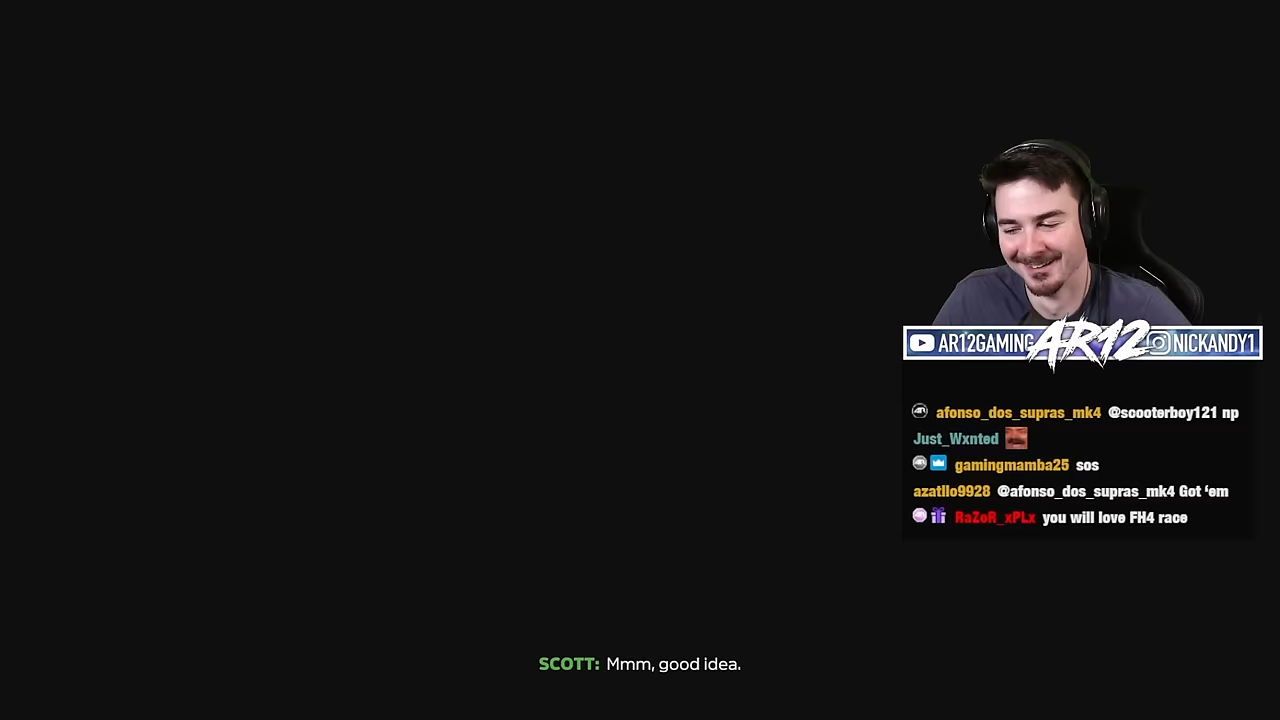 AR12GAMING AR12 NICKANDY1
afonso_dos_supras_mk4 @scooterboy121 np
Just_Wxnted
gamingmamba25 sos
azatllo9928 @afonso_dos_supras_mk4 Got ‘em
RaZoR_xPLx you will love FH4 race
SCOTT: Mmm, good idea.